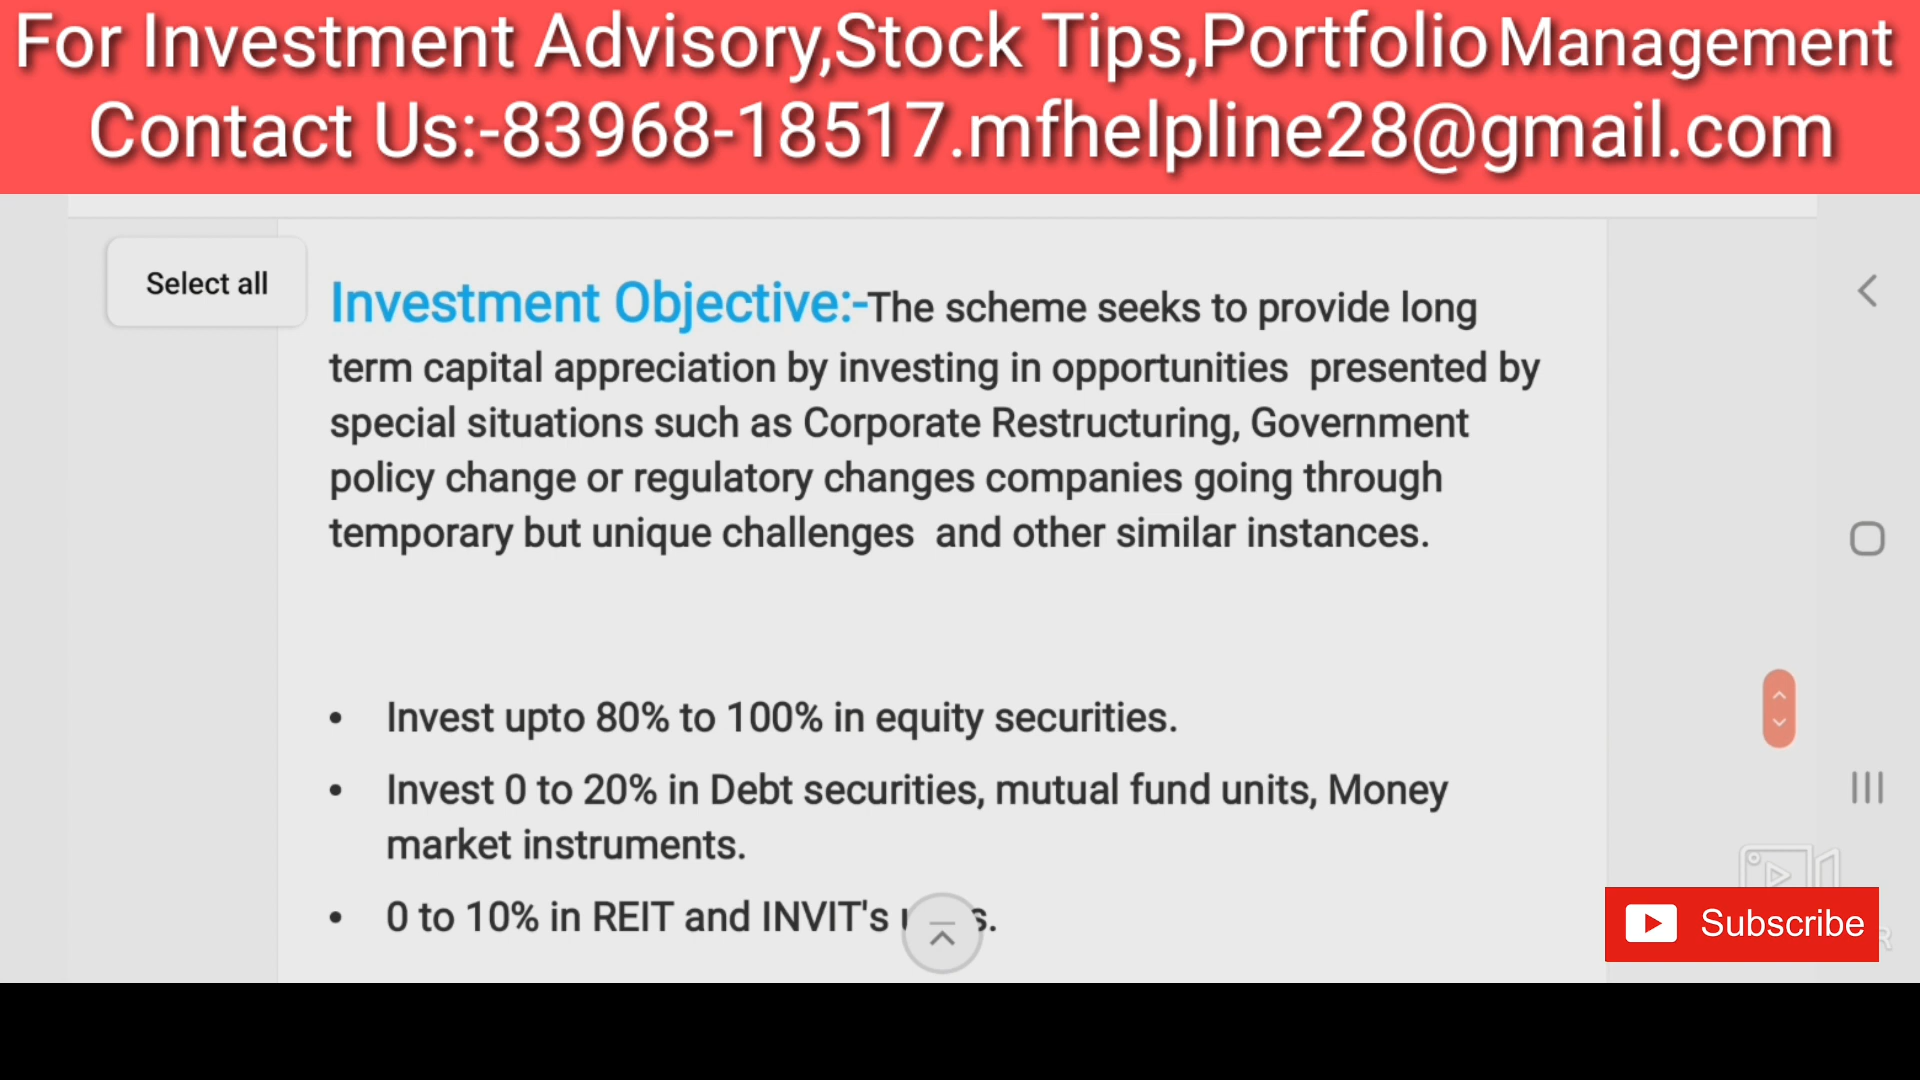 For Investment Advisory,Stock Tips,Portfolio Management
Contact Us:-83968-18517.mfhelpline28@gmail.com
Select all
Investment Objective:-The scheme seeks to provide long
term capital appreciation by investing in opportunities presented by
special situations such as Corporate Restructuring, Government
policy change or regulatory changes companies going through
temporary but unique challenges and other similar instances.
• Invest upto 80% to 100% in equity securities.
• Invest 0 to 20% in Debt securities, mutual fund units, Money
market instruments.
• 0 to 10% in REIT and INVIT's
Subscribe